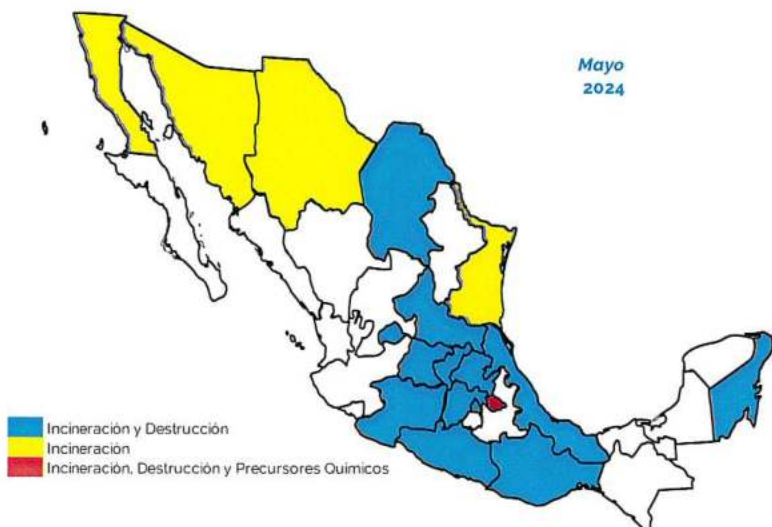 Mayo
2024
Incineración y Destrucción
Incineración
Incineración, Destrucción y Precursores Químicos